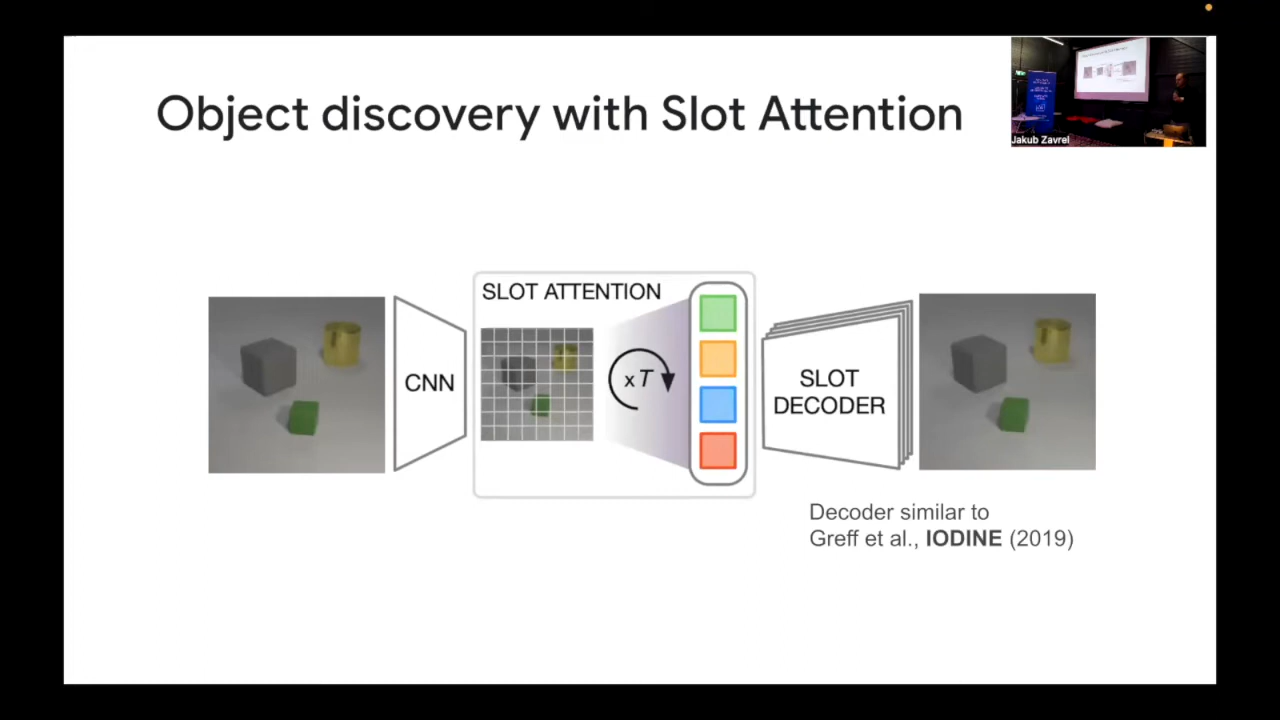 Object discovery with Slot Attention
Jakub Zavrel
SLOT ATTENTION
CNN
x T
SLOT
DECODER
Decoder similar to
Greff et al., IODINE (2019)